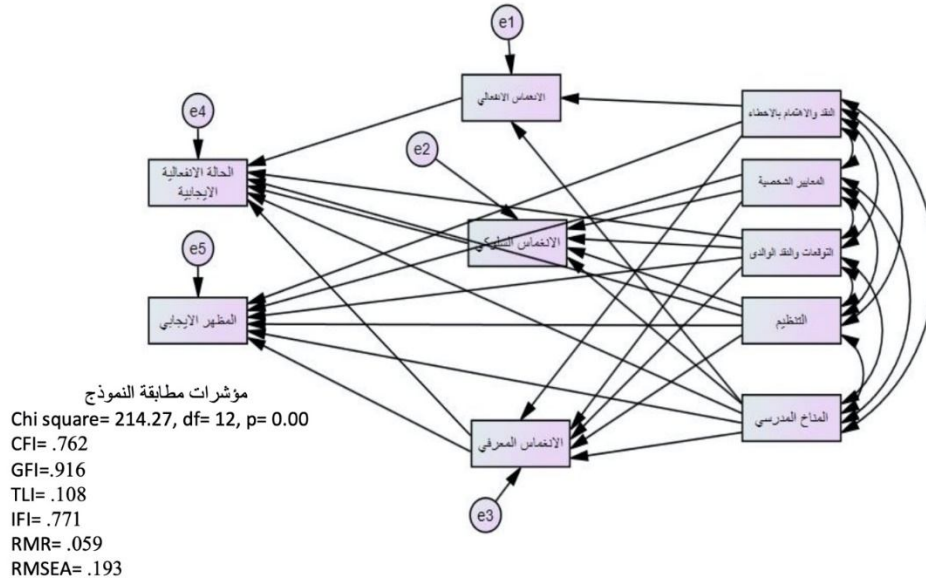 e1
الانغماس الانفعالي
النقد والاهتمام بالاخطاء
e4
e2
الحالة الانفعالية
الايجابية
المعايير الشخصية
الانغماس السلوكي
التوقعات والنقد الوالدى
e5
المظهر الايجابي
التنظيم
المناخ المدرسي
الانغماس المعرفي
e3
مؤشرات مطابقة النموذج
Chi square= 214.27, df= 12, p= 0.00
CFI= .762
GFI=.916
TLI= .108
IFI= .771
RMR= .059
RMSEA= .193